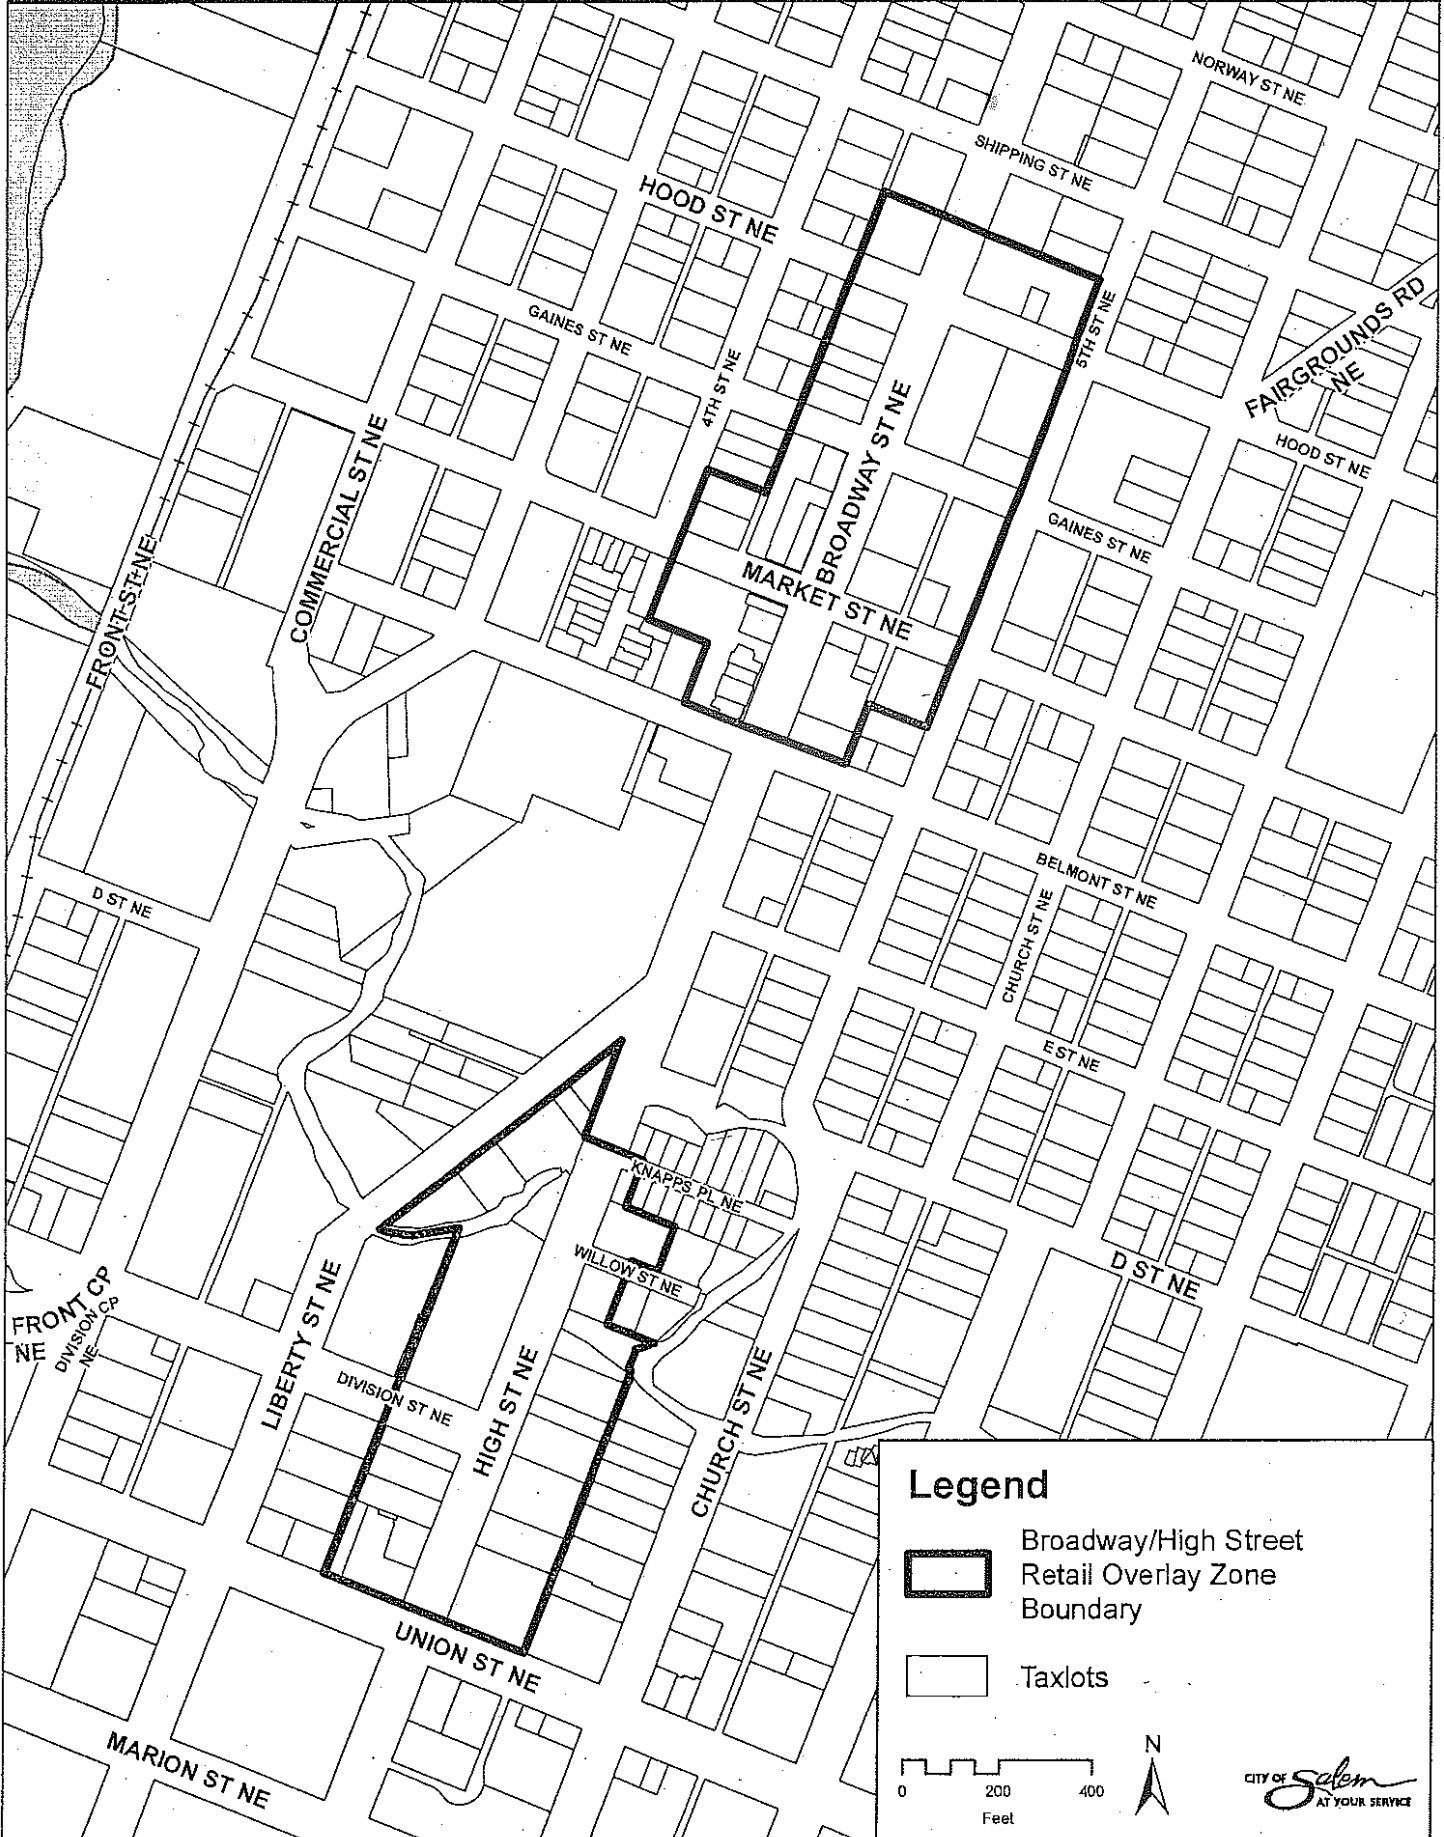 NORWAY ST NE
SHIPPING ST NE
HOOD ST NE
FAIRGROUNDS RD
NE
5TH ST NE
GAINES ST NE
4TH ST NE
BROADWAY ST NE
HOOD ST NE
COMMERCIAL ST NE
GAINES ST NE
FRONT ST NE
MARKET ST NE
BELMONT ST NE
D ST NE
CHURCH ST NE
E ST NE
KNAPPS PL NE
WILLOW ST NE
D ST NE
FRONT CP
NE
DIVISION CP
NE
LIBERTY ST NE
DIVISION ST NE
HIGH ST NE
CHURCH ST NE
UNION ST NE
MARION ST NE
Legend
Broadway/High Street
Retail Overlay Zone
Boundary
Taxlots
0 200 400
Feet
N
CITY OF Salem
AT YOUR SERVICE